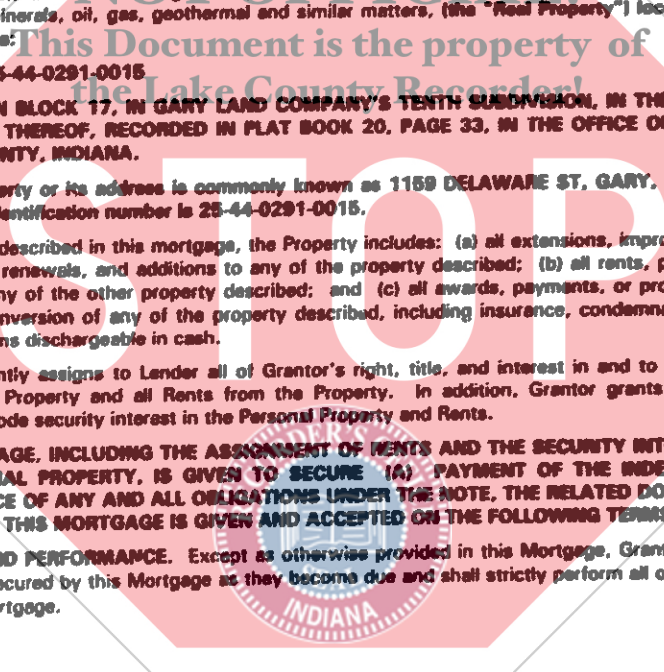 inerals, oil, gas, geothermal and similar matters, (the "Real Property") loc
This Document is the property of
5-44-0291-0015
the Lake County Recorder!
N BLOCK 17, IN GARY LAND COMPANY'S TENTH SUBDIVISION, IN TH
THEREOF, RECORDED IN PLAT BOOK 20, PAGE 33, IN THE OFFICE O
NTY, INDIANA.
STOP
erty or its address is commonly known as 1159 DELAWARE ST, GARY,
dentification number is 25-44-0291-0015.
described in this mortgage, the Property includes: (a) all extensions, impro
renewals, and additions to any of the property described; (b) all rents, p
ny of the other property described; and (c) all awards, payments, or pro
nversion of any of the property described, including insurance, condemn
ns dischargeable in cash.
ntly assigns to Lender all of Grantor's right, title, and interest in and to
Property and all Rents from the Property. In addition, Grantor grants
ode security interest in the Personal Property and Rents.
AGE, INCLUDING THE ASSIGNMENT OF RENTS AND THE SECURITY INT
AL PROPERTY, IS GIVEN TO SECURE (A) PAYMENT OF THE INDE
CE OF ANY AND ALL OBLIGATIONS UNDER THE NOTE, THE RELATED DO
THIS MORTGAGE IS GIVEN AND ACCEPTED ON THE FOLLOWING TERMS
ND PERFORMANCE. Except as otherwise provided in this Mortgage, Grant
ecured by this Mortgage as they become due and shall strictly perform all o
rtgage.
INDIANA